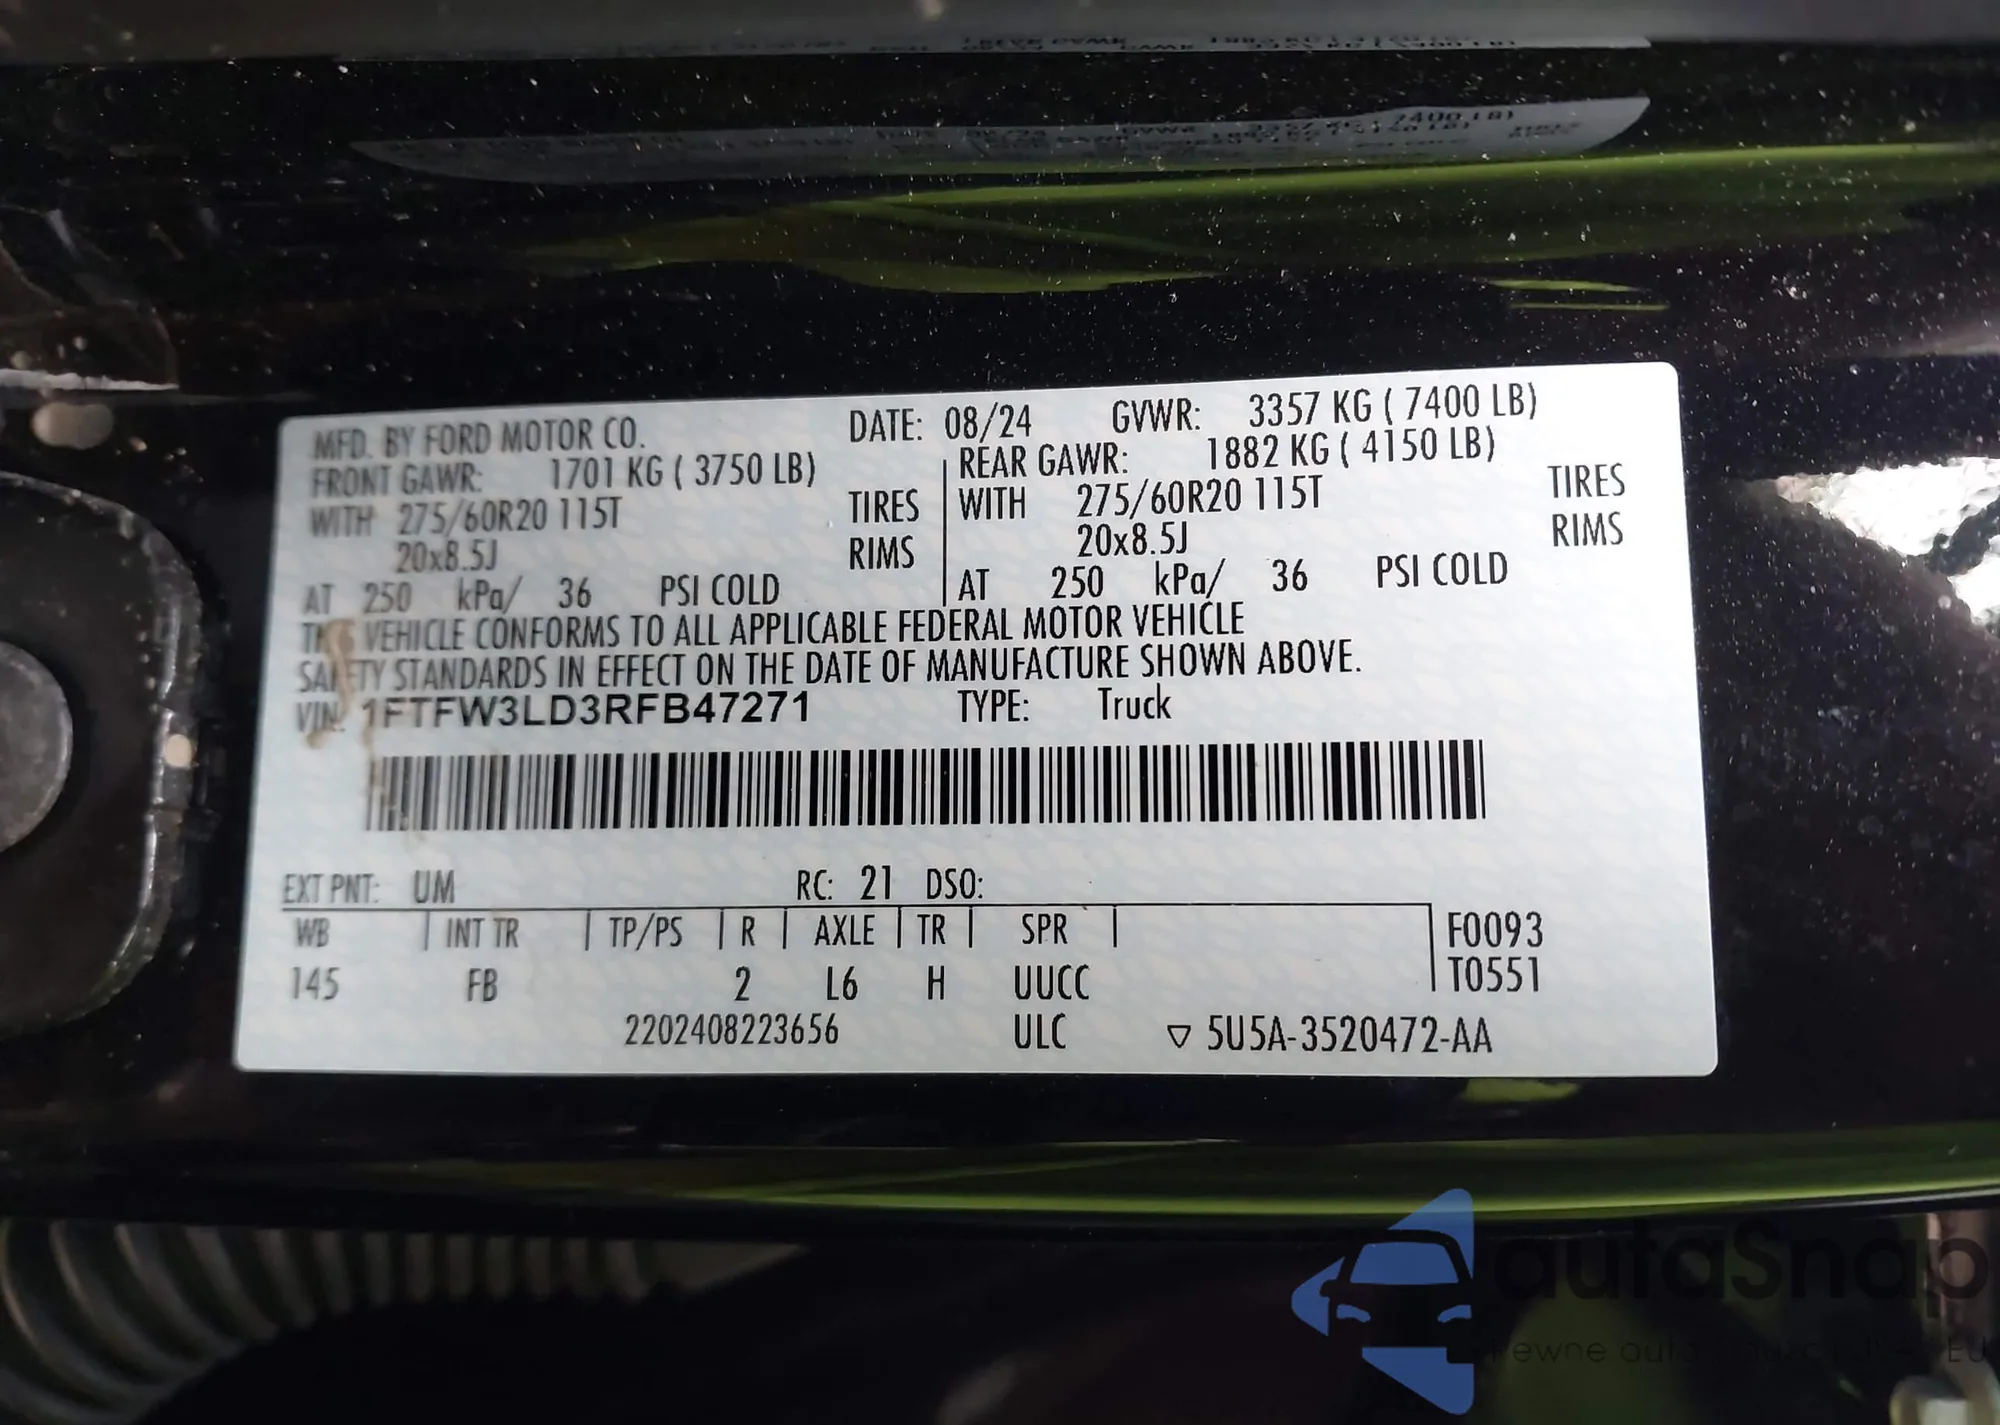 MFD. BY FORD MOTOR CO. DATE: 08/24 GVWR: 3357 KG ( 7400 LB)
FRONT GAWR: 1701 KG ( 3750 LB) REAR GAWR: 1882 KG ( 4150 LB)
WITH 275/60R20 115T TIRES WITH 275/60R20 115T TIRES
20x8.5J RIMS 20x8.5J RIMS
AT 250 kPa/ 36 PSI COLD AT 250 kPa/ 36 PSI COLD
THIS VEHICLE CONFORMS TO ALL APPLICABLE FEDERAL MOTOR VEHICLE
SAFETY STANDARDS IN EFFECT ON THE DATE OF MANUFACTURE SHOWN ABOVE.
VIN: 1FTFW3LD3RFB47271 TYPE: Truck
EXT PNT: UM RC: 21 DSO:
WB INT TR TP/PS R AXLE TR SPR F0093
145 FB 2 L6 H UUCC T0551
2202408223656 ULC ▽ 5U5A-3520472-AA
autaSnap